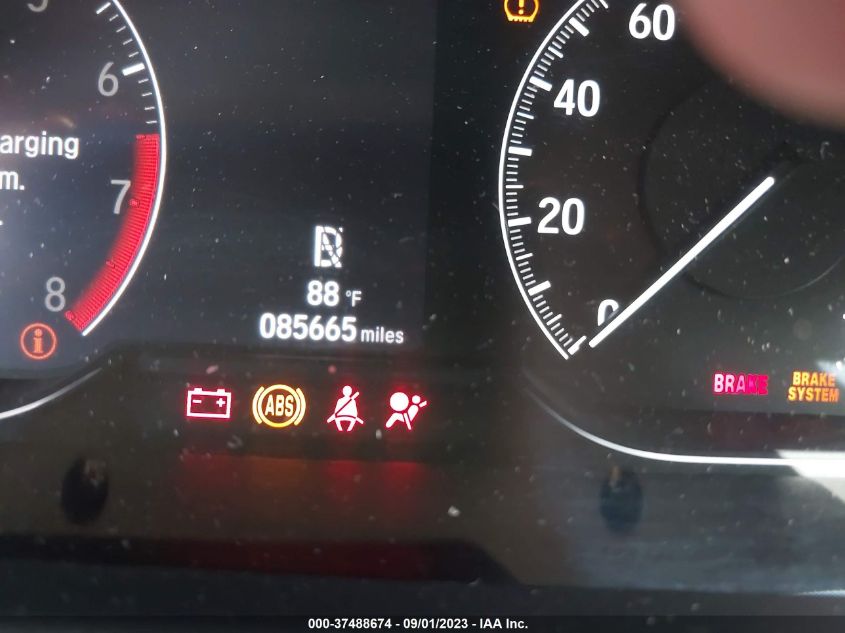 60
6
40
arging
m.
7
20
8
88 °F
0
085665 miles
BRAKE
BRAKE
SYSTEM
ABS
000-37488674 - 09/01/2023 - IAA Inc.